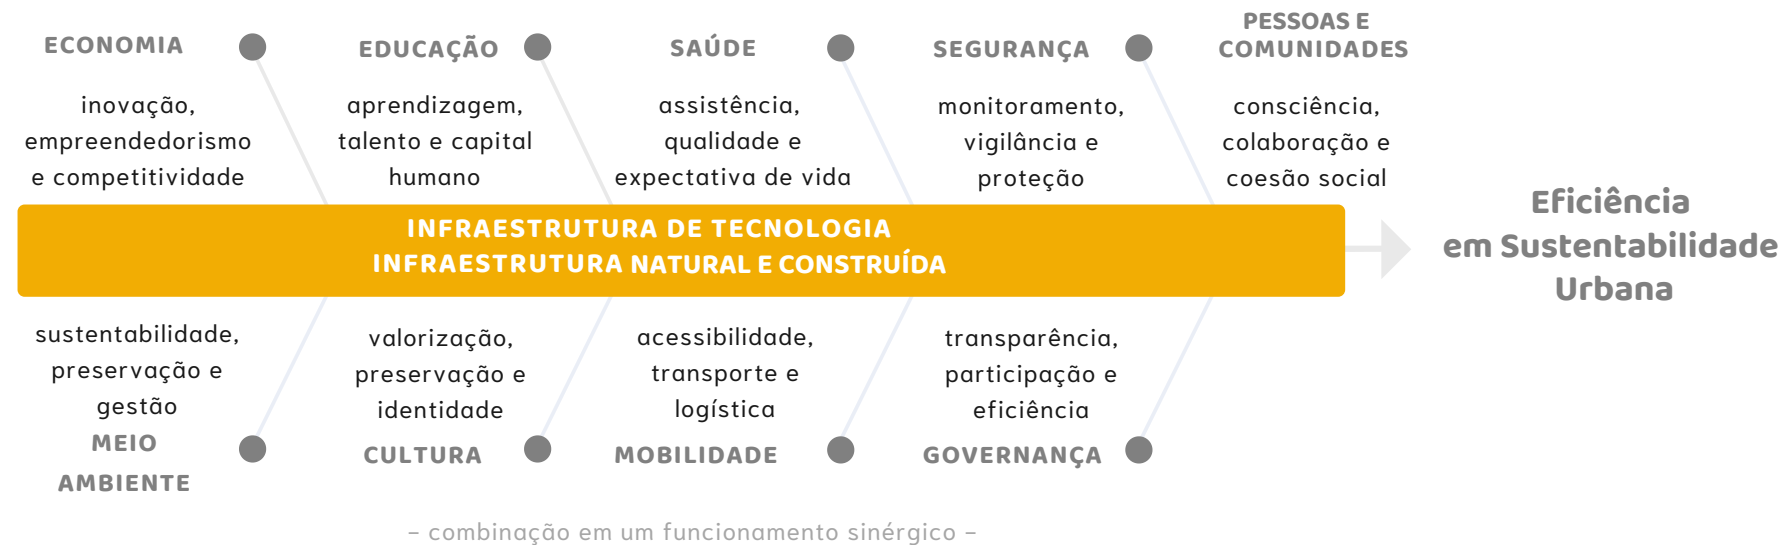 ECONOMIA
inovação,
empreendedorismo
e competitividade
EDUCAÇÃO
aprendizagem,
talento e capital
humano
SAÚDE
assistência,
qualidade e
expectativa de vida
SEGURANÇA
monitoramento,
vigilância e
proteção
PESSOAS E
COMUNIDADES
consciência,
colaboração e
coesão social
INFRAESTRUTURA DE TECNOLOGIA
INFRAESTRUTURA NATURAL E CONSTRUÍDA
Eficiência
em Sustentabilidade
Urbana
sustentabilidade,
preservação e
gestão
MEIO
AMBIENTE
valorização,
preservação e
identidade
CULTURA
acessibilidade,
transporte e
logística
MOBILIDADE
transparência,
participação e
eficiência
GOVERNANÇA
– combinação em um funcionamento sinérgico –